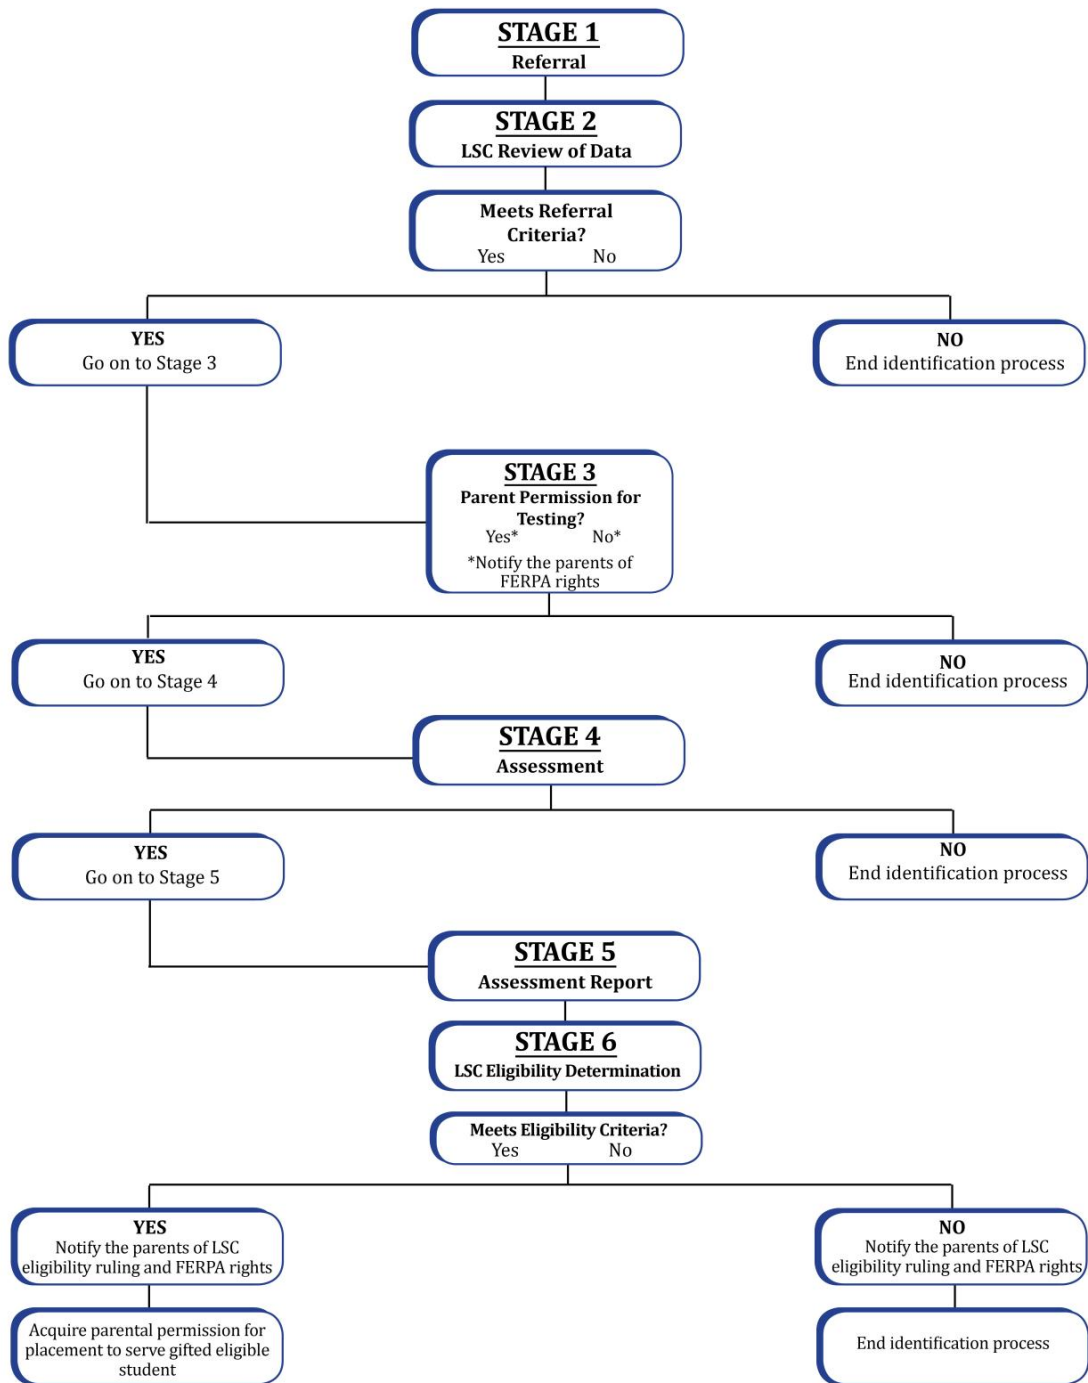 STAGE 1
Referral
STAGE 2
LSC Review of Data
Meets Referral
Criteria?
Yes No
YES
Go on to Stage 3
NO
End identification process
STAGE 3
Parent Permission for
Testing?
Yes* No*
*Notify the parents of
FERPA rights
YES
Go on to Stage 4
NO
End identification process
STAGE 4
Assessment
YES
Go on to Stage 5
NO
End identification process
STAGE 5
Assessment Report
STAGE 6
LSC Eligibility Determination
Meets Eligibility Criteria?
Yes No
YES
Notify the parents of LSC
eligibility ruling and FERPA rights
NO
Notify the parents of LSC
eligibility ruling and FERPA rights
Acquire parental permission for
placement to serve gifted eligible
student
End identification process